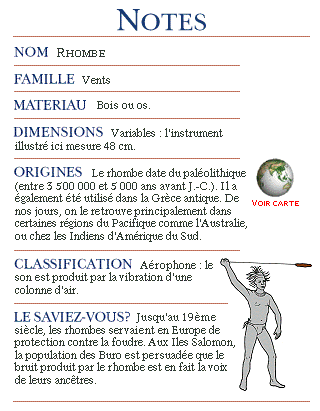 NOTES
NOM RHOMBE
FAMILLE Vents
MATERIAU Bois ou os.
DIMENSIONS Variables : l'instrument
illustré ici mesure 48 cm.
ORIGINES Le rhombe date du paléolithique
(entre 3 500 000 et 5 000 ans avant J.-C.). Il a
également été utilisé dans la Grèce antique. De
nos jours, on le retrouve principalement dans
certaines régions du Pacifique comme l'Australie,
ou chez les Indiens d'Amérique du Sud.
VOIR CARTE
CLASSIFICATION Aérophone : le
son est produit par la vibration d'une
colonne d'air.
LE SAVIEZ-VOUS? Jusqu'au 19ème
siècle, les rhombes servaient en Europe de
protection contre la foudre. Aux Iles Salomon,
la population des Buro est persuadée que le
bruit produit par le rhombe est en fait la voix
de leurs ancêtres.